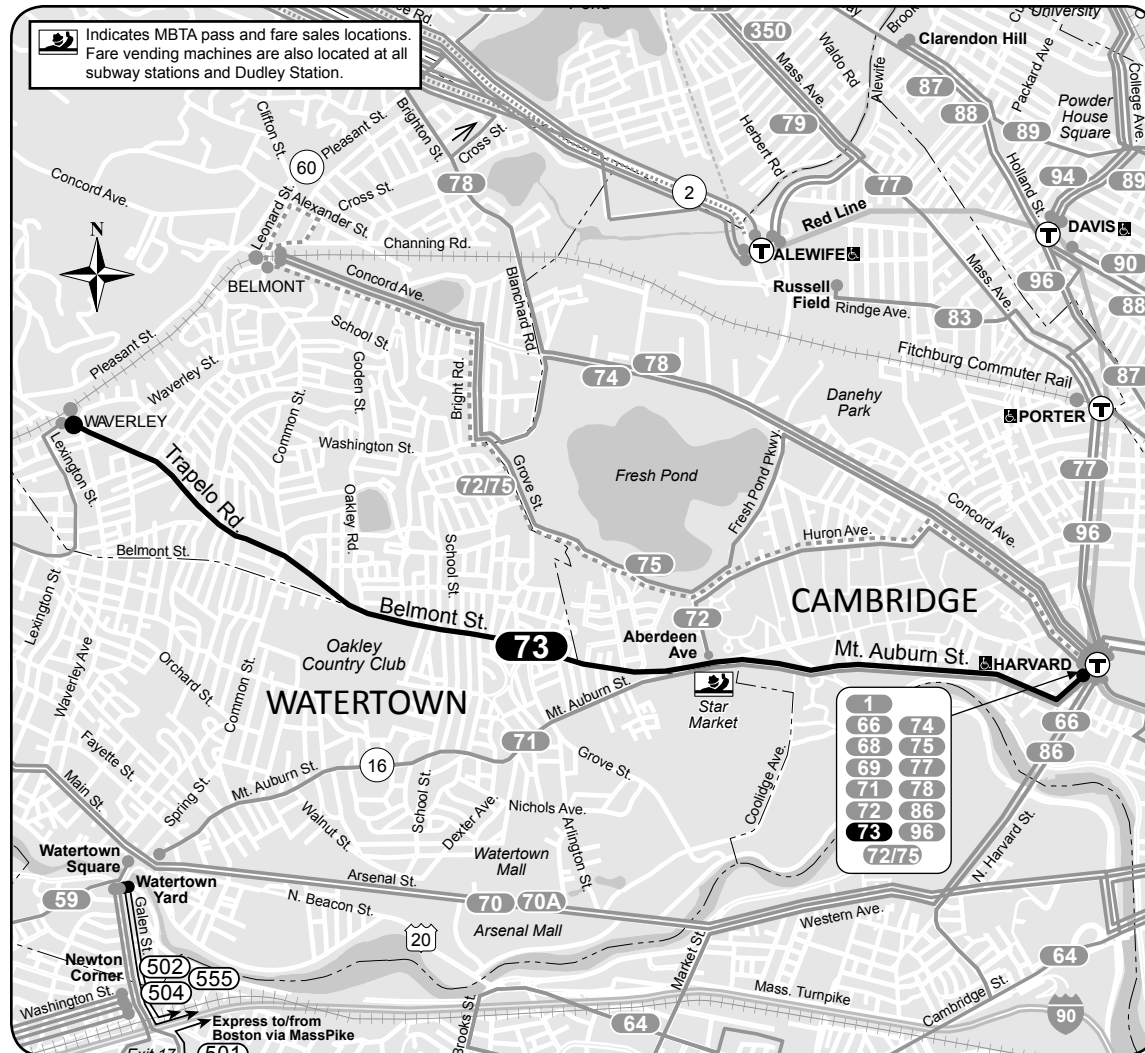 Indicates MBTA pass and fare sales locations.
Fare vending machines are also located at all
subway stations and Dudley Station.
Pond
350
Waldo Rd
Mass. Ave.
Alewife
Clarendon Hill
University
Packard Ave
College Ave.
Powder
House
Square
87
88
89
79
Herbert Rd
77
Holland St.
94
89
Clifton St.
Pleasant St.
60
Brighton St.
Cross St.
78
2
Red Line
DAVIS
T
ALEWIFE
T
90
88
96
Concord Ave.
Leonard St.
Alexander St.
Cross St.
N
Channing Rd.
BELMONT
Concord Ave.
Blanchard Rd.
Russell
Field
Rindge Ave.
83
Mass. Ave.
Fitchburg Commuter Rail
87
Pleasant St.
School St.
Waverley St.
Goden St.
Bright Rd.
74
78
Danehy
Park
PORTER
T
WAVERLEY
Lexington St.
Common St.
Washington St.
Trapelo Rd.
Oakley Rd.
72/75
Grove St.
Fresh Pond
Fresh Pond Pkwy.
77
96
Concord Ave.
Huron Ave.
Belmont St.
School St.
75
72
CAMBRIDGE
Lexington St.
Belmont St.
73
Aberdeen
Ave
Mt. Auburn St.
HARVARD
T
Oakley
Country Club
Waverley Ave
Orchard St.
Common St.
WATERTOWN
Mt. Auburn St.
Star
Market
71
1
66 74
68 75
69 77
71 78
72 86
73 96
72/75
66
86
Fayette St.
Main St.
Spring St.
Mt. Auburn St.
16
Grove St.
Coolidge Ave.
Walnut St.
School St.
Dexter Ave.
Nichols Ave.
Arlington St.
N. Harvard St.
Watertown
Square
Watertown
Mall
Watertown
Yard
59
Arsenal St.
N. Beacon St.
70
70A
Arsenal Mall
Western Ave.
Galen St.
20
Market St.
64
Newton
Corner
502
555
504
Washington St.
Mass. Turnpike
Cambridge St.
90
Express to/from
Boston via MassPike
Brooks St.
64
Exit 17
501